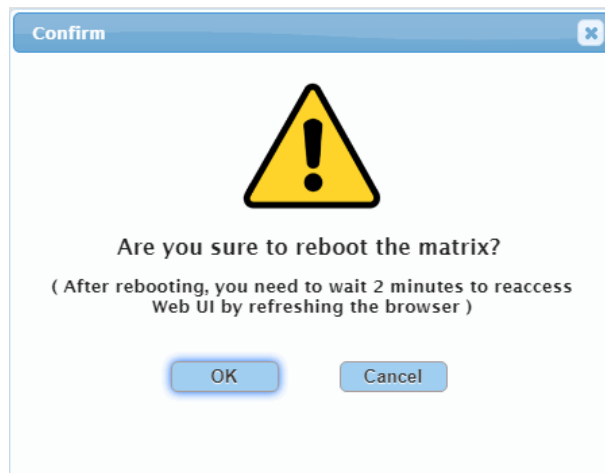 Confirm
Are you sure to reboot the matrix?
( After rebooting, you need to wait 2 minutes to reaccess
Web UI by refreshing the browser )
OK Cancel